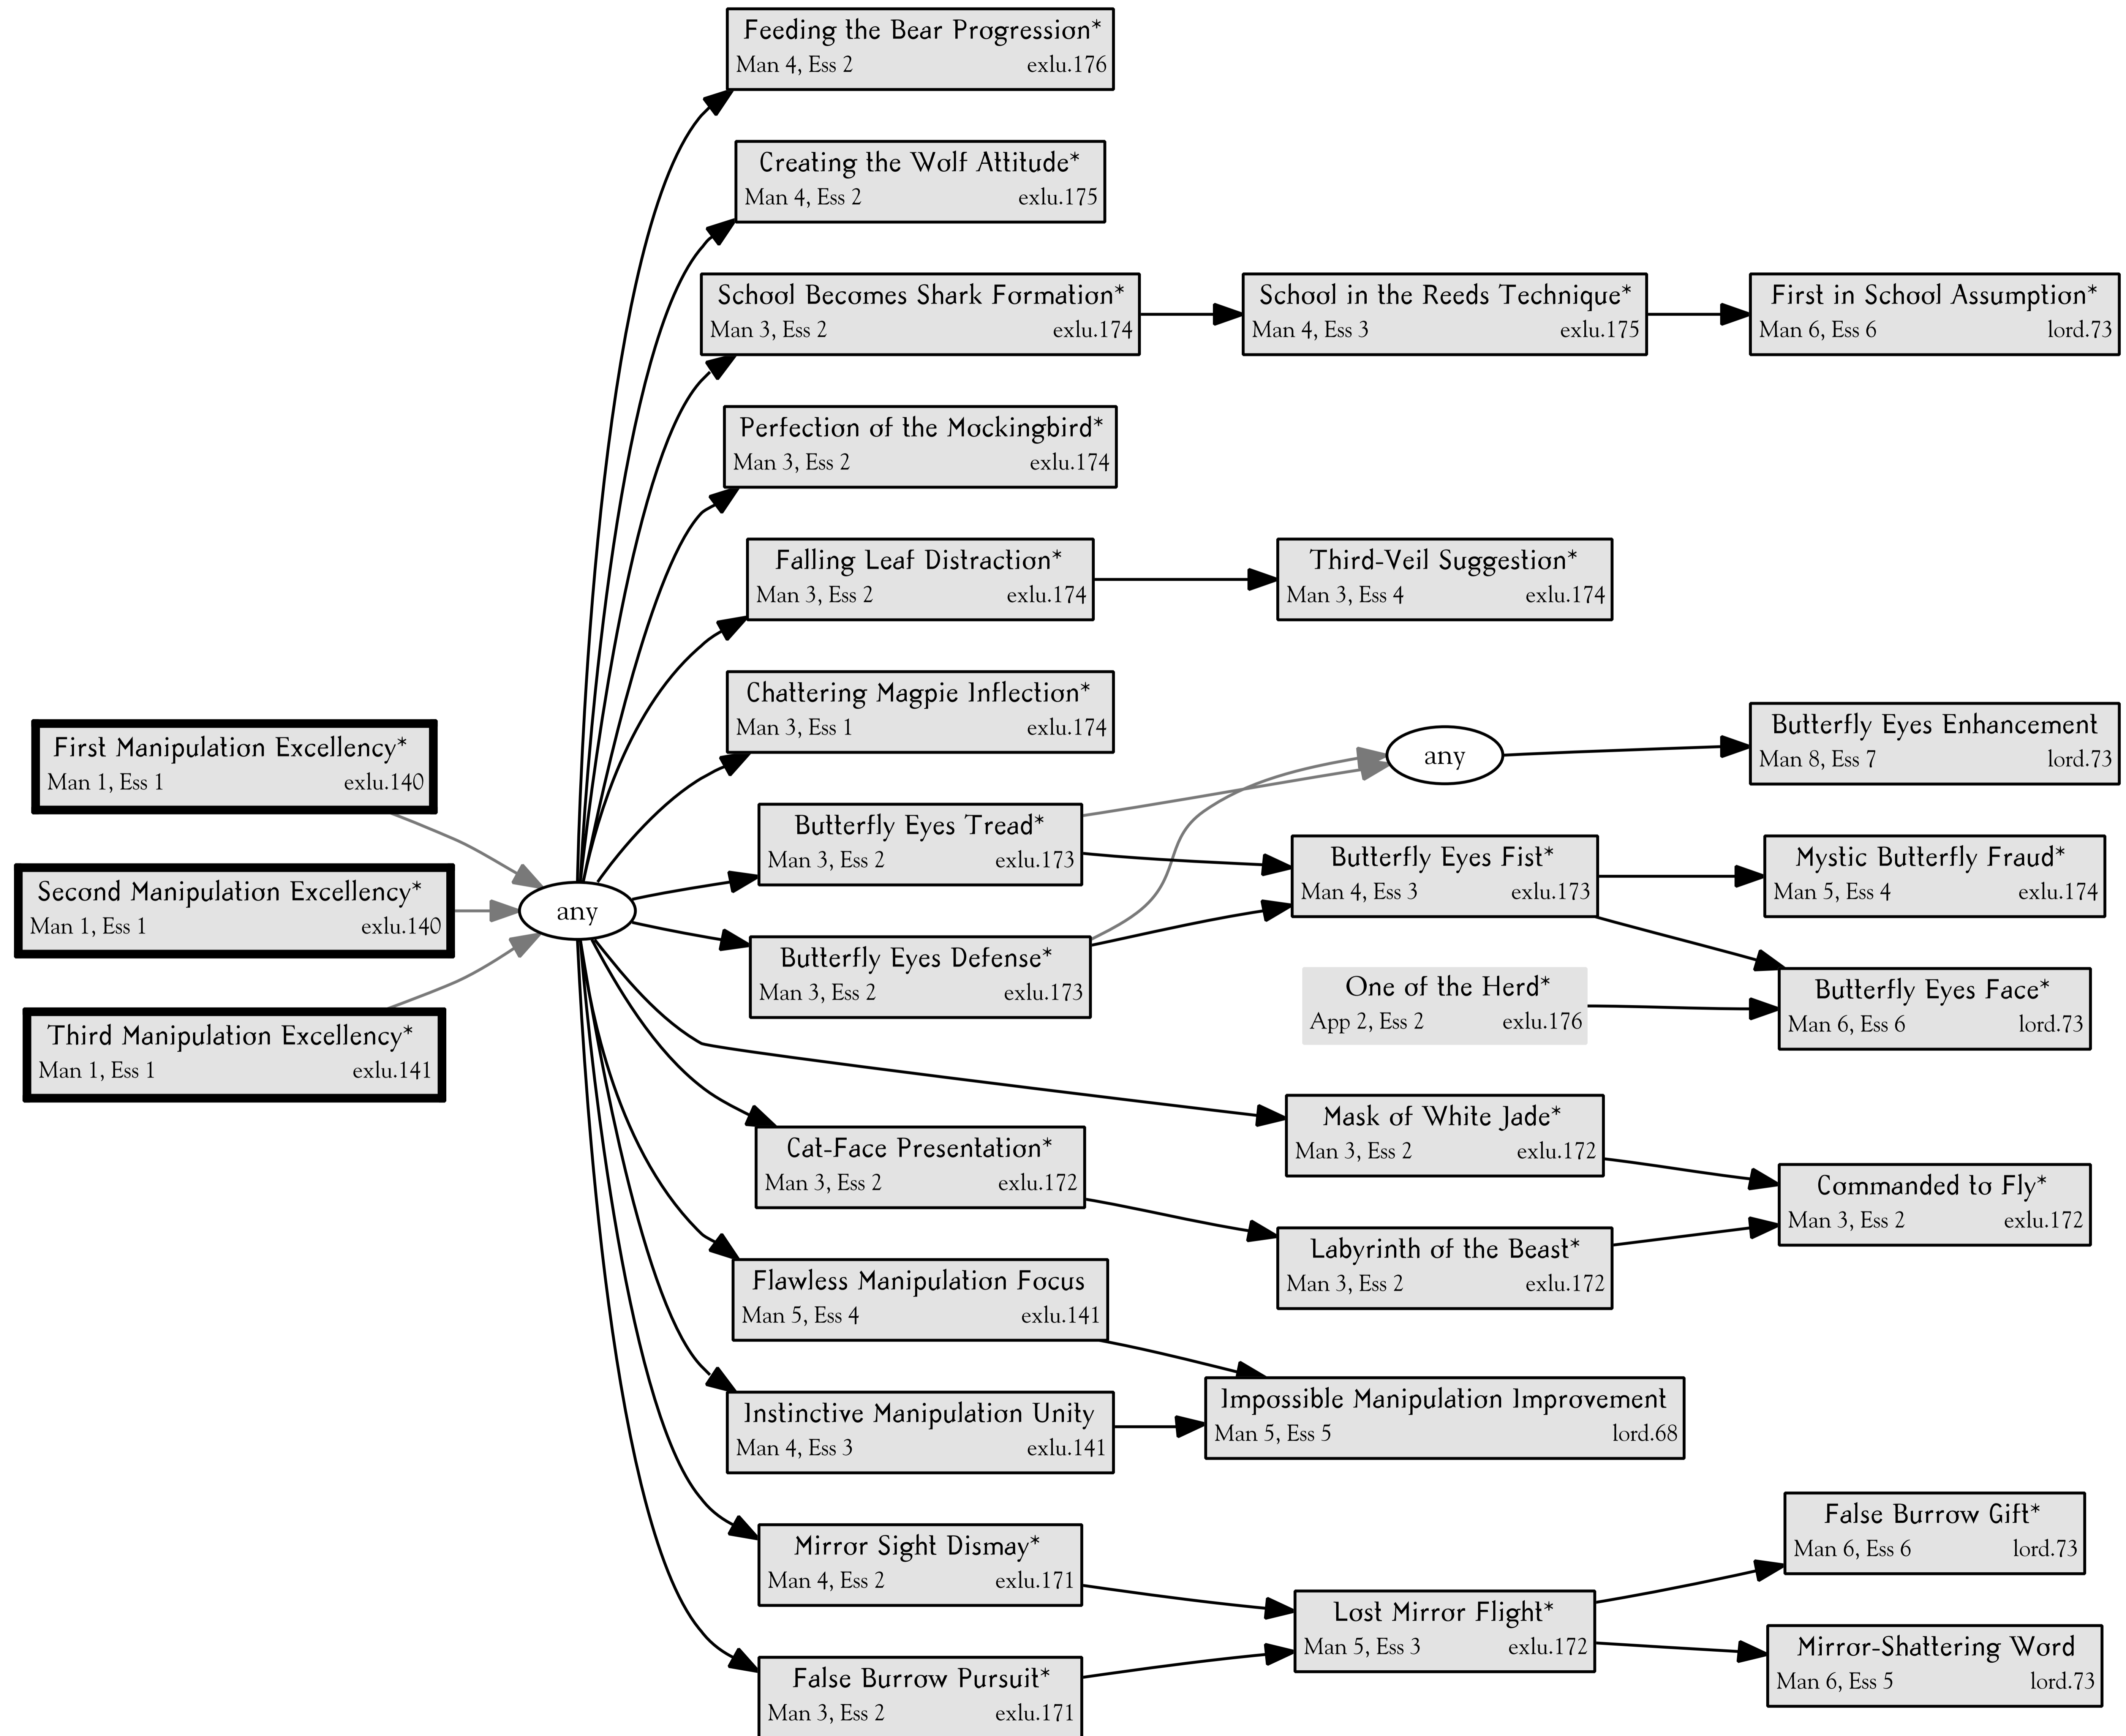 Feeding the Bear Progression*
Man 4, Ess 2 exlu.176
Creating the Wolf Attitude*
Man 4, Ess 2 exlu.175
School Becomes Shark Formation*
Man 3, Ess 2 exlu.174
School in the Reeds Technique*
Man 4, Ess 3 exlu.175
First in School Assumption*
Man 6, Ess 6 lord.73
Perfection of the Mockingbird*
Man 3, Ess 2 exlu.174
Falling Leaf Distraction*
Man 3, Ess 2 exlu.174
Third-Veil Suggestion*
Man 3, Ess 4 exlu.174
Chattering Magpie Inflection*
Man 3, Ess 1 exlu.174
First Manipulation Excellency*
Man 1, Ess 1 exlu.140
Second Manipulation Excellency*
Man 1, Ess 1 exlu.140
Third Manipulation Excellency*
Man 1, Ess 1 exlu.141
any
any
Butterfly Eyes Enhancement
Man 8, Ess 7 lord.73
Butterfly Eyes Tread*
Man 3, Ess 2 exlu.173
Butterfly Eyes Fist*
Man 4, Ess 3 exlu.173
Mystic Butterfly Fraud*
Man 5, Ess 4 exlu.174
Butterfly Eyes Defense*
Man 3, Ess 2 exlu.173
One of the Herd*
App 2, Ess 2 exlu.176
Butterfly Eyes Face*
Man 6, Ess 6 lord.73
Mask of White Jade*
Man 3, Ess 2 exlu.172
Cat-Face Presentation*
Man 3, Ess 2 exlu.172
Commanded to Fly*
Man 3, Ess 2 exlu.172
Labyrinth of the Beast*
Man 3, Ess 2 exlu.172
Flawless Manipulation Focus
Man 5, Ess 4 exlu.141
Impossible Manipulation Improvement
Man 5, Ess 5 lord.68
Instinctive Manipulation Unity
Man 4, Ess 3 exlu.141
Mirror Sight Dismay*
Man 4, Ess 2 exlu.171
False Burrow Gift*
Man 6, Ess 6 lord.73
Lost Mirror Flight*
Man 5, Ess 3 exlu.172
Mirror-Shattering Word
Man 6, Ess 5 lord.73
False Burrow Pursuit*
Man 3, Ess 2 exlu.171